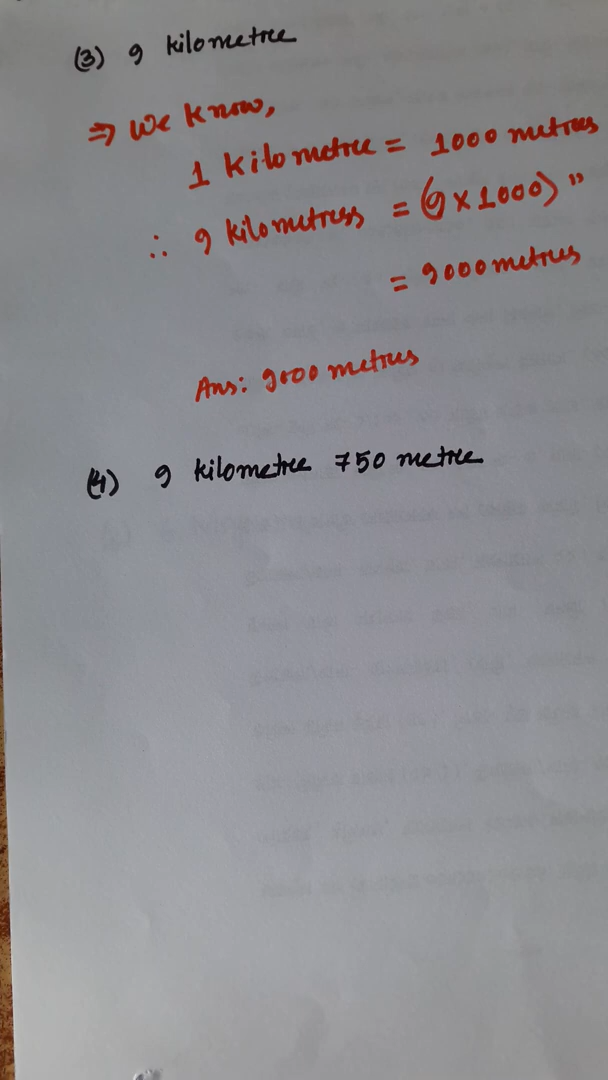 (3) 9 kilometre
⇒ We know,
1 kilometre = 1000 metres
∴ 9 kilometress = (9×1000) "
= 9000 metres
Ans: 9000 metres
(4) 9 kilometre 750 metre